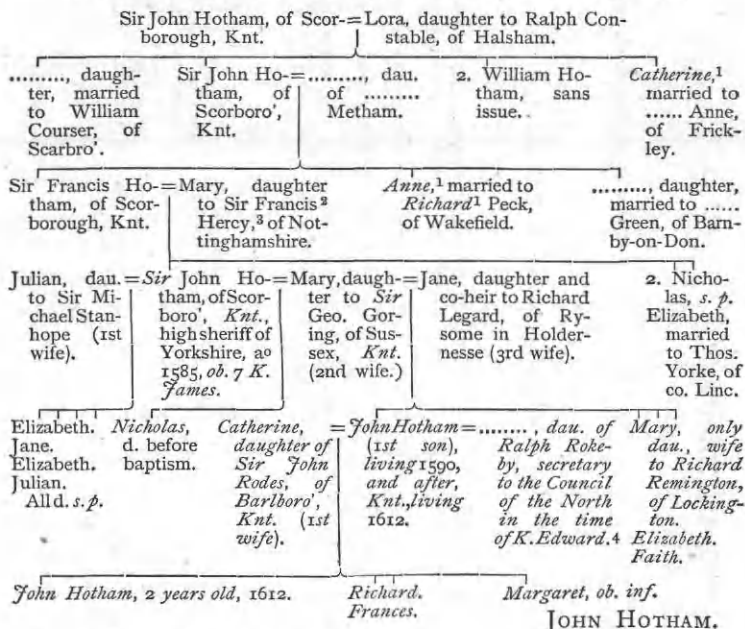 Sir John Hotham, of Scor-=Lora, daughter to Ralph Con-
borough, Knt. stable, of Halsham.
........., daugh-
ter, married
to William
Courser, of
Scarbro'.
Sir John Ho-=
tham, of
Scorboro',
Knt.
........., dau.
of .........
Metham.
2. William Ho-
tham, sans
issue.
Catherine,¹
married to
...... Anne,
of Frick-
ley.
Sir Francis Ho-=
tham, of Scor-
borough, Knt.
Mary, daughter
to Sir Francis²
Hercy,³ of Not-
tinghamshire.
Anne,¹ married to
Richard¹ Peck,
of Wakefield.
........., daughter,
married to ......
Green, of Barn-
by-on-Don.
Julian, dau.=
to Sir Mi-
chael Stan-
hope (1st
wife).
Sir John Ho-=
tham, of Scor-
boro', Knt.,
high sheriff of
Yorkshire, aº
1585, ob. 7 K.
James.
Mary, daugh-=
ter to Sir
Geo. Gor-
ing, of Sus-
sex, Knt.
(2nd wife.)
Jane, daughter and
co-heir to Richard
Legard, of Ry-
some in Holder-
nesse (3rd wife).
2. Nicho-
las, s. p.
Elizabeth,
married
to Thos.
Yorke, of
co. Linc.
Elizabeth.
Jane.
Elizabeth.
Julian.
All d. s.p.
Nicholas,
d. before
baptism.
Catherine,
daughter of
Sir John
Rodes, of
Barlboro',
Knt. (1st
wife).
=John Hotham=
(1st son),
living 1590,
and after,
Knt., living
1612.
........, dau. of
Ralph Roke-
by, secretary
to the Council
of the North
in the time
of K. Edward.⁴
Mary, only
dau., wife
to Richard
Remington,
of Locking-
ton.
Elizabeth.
Faith.
John Hotham, 2 years old, 1612.
Richard.
Frances.
Margaret, ob. inf.
JOHN HOTHAM.